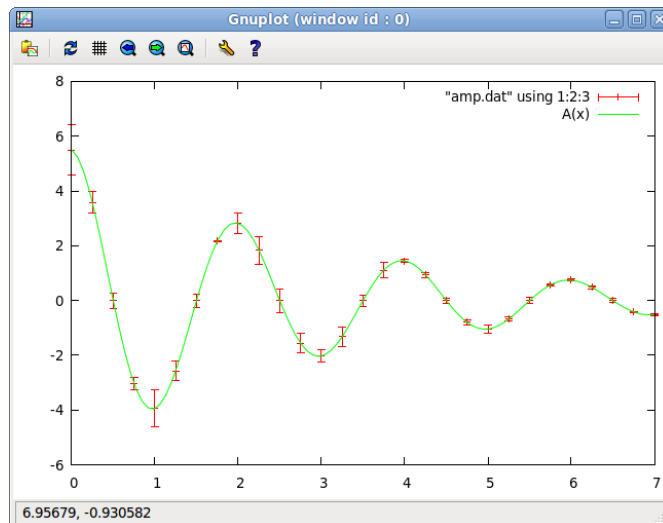 Gnuplot (window id : 0)
"amp.dat" using 1:2:3
A(x)
8
6
4
2
0
-2
-4
-6
0 1 2 3 4 5 6 7
6.95679, -0.930582